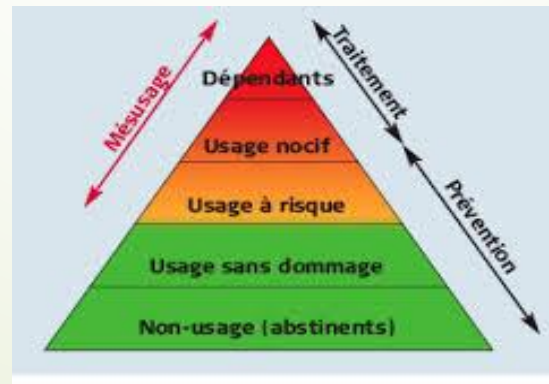 Mésusage
Traitement
Prévention
Dépendants
Usage nocif
Usage à risque
Usage sans dommage
Non-usage (abstinents)